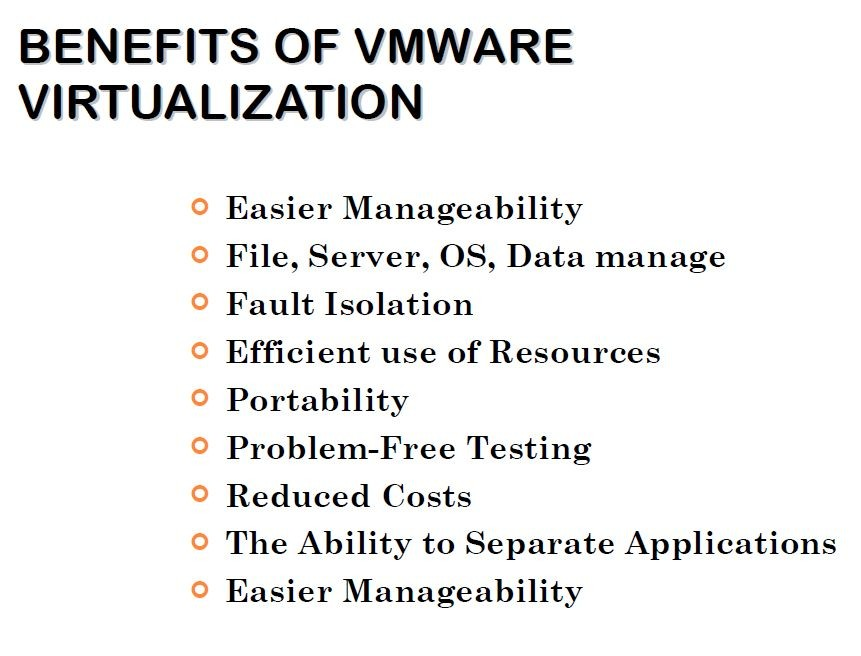 BENEFITS OF VMWARE
VIRTUALIZATION
Easier Manageability
File, Server, OS, Data manage
Fault Isolation
Efficient use of Resources
Portability
Problem-Free Testing
Reduced Costs
The Ability to Separate Applications
Easier Manageability